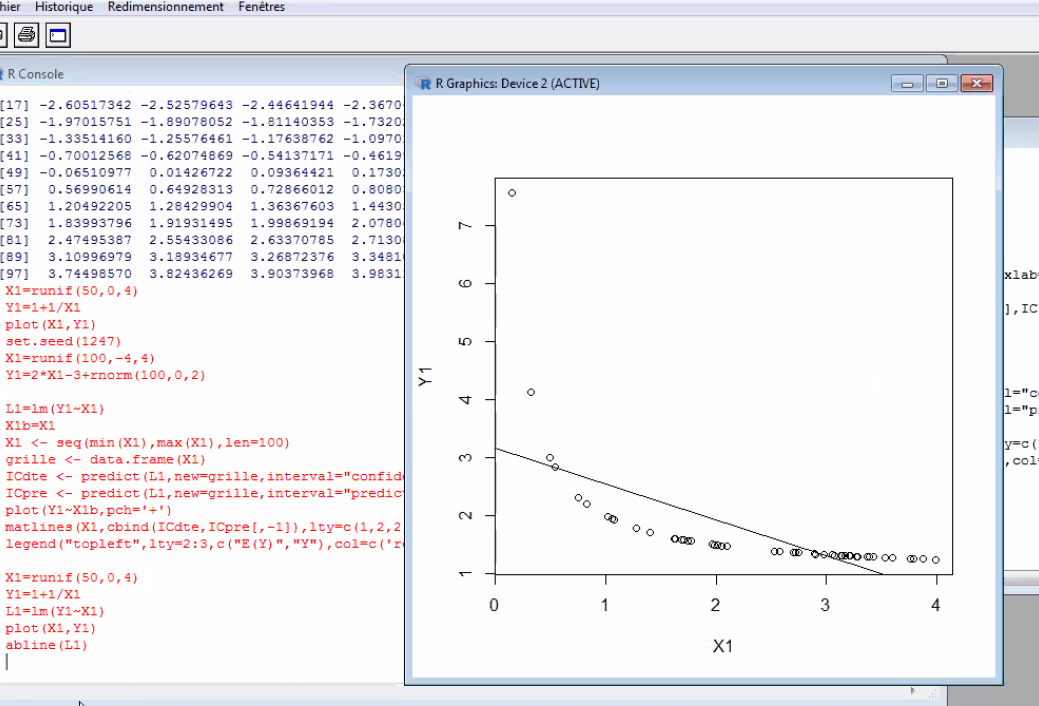 hier Historique Redimensionnement Fenêtres
R Console
[17] -2.60517342 -2.52579643 -2.44641944 -2.3670
[25] -1.97015751 -1.89078052 -1.81140353 -1.7320
[33] -1.33514160 -1.25576461 -1.17638762 -1.0970
[41] -0.70012568 -0.62074869 -0.54137171 -0.4619
[49] -0.06510977 0.01426722 0.09364421 0.1730
[57] 0.56990614 0.64928313 0.72866012 0.8080
[65] 1.20492205 1.28429904 1.36367603 1.4430
[73] 1.83993796 1.91931495 1.99869194 2.0780
[81] 2.47495387 2.55433086 2.63370785 2.7130
[89] 3.10996979 3.18934677 3.26872376 3.3481
[97] 3.74498570 3.82436269 3.90373968 3.9831
X1=runif(50,0,4)
Y1=1+1/X1
plot(X1,Y1)
set.seed(1247)
X1=runif(100,-4,4)
Y1=2*X1-3+rnorm(100,0,2)
L1=lm(Y1~X1)
X1b=X1
X1 <- seq(min(X1),max(X1),len=100)
grille <- data.frame(X1)
ICdte <- predict(L1,new=grille,interval="confid
ICpre <- predict(L1,new=grille,interval="predic
plot(Y1~X1b,pch='+')
matlines(X1,cbind(ICdte,ICpre[,-1]),lty=c(1,2,2
legend("topleft",lty=2:3,c("E(Y)","Y"),col=c('r
X1=runif(50,0,4)
Y1=1+1/X1
L1=lm(Y1~X1)
plot(X1,Y1)
abline(L1)
R Graphics: Device 2 (ACTIVE)
7
6
5
4
3
2
1
Y1
0 1 2 3 4
X1
xlab=
],IC
l="c
l="p
y=c(
,col=